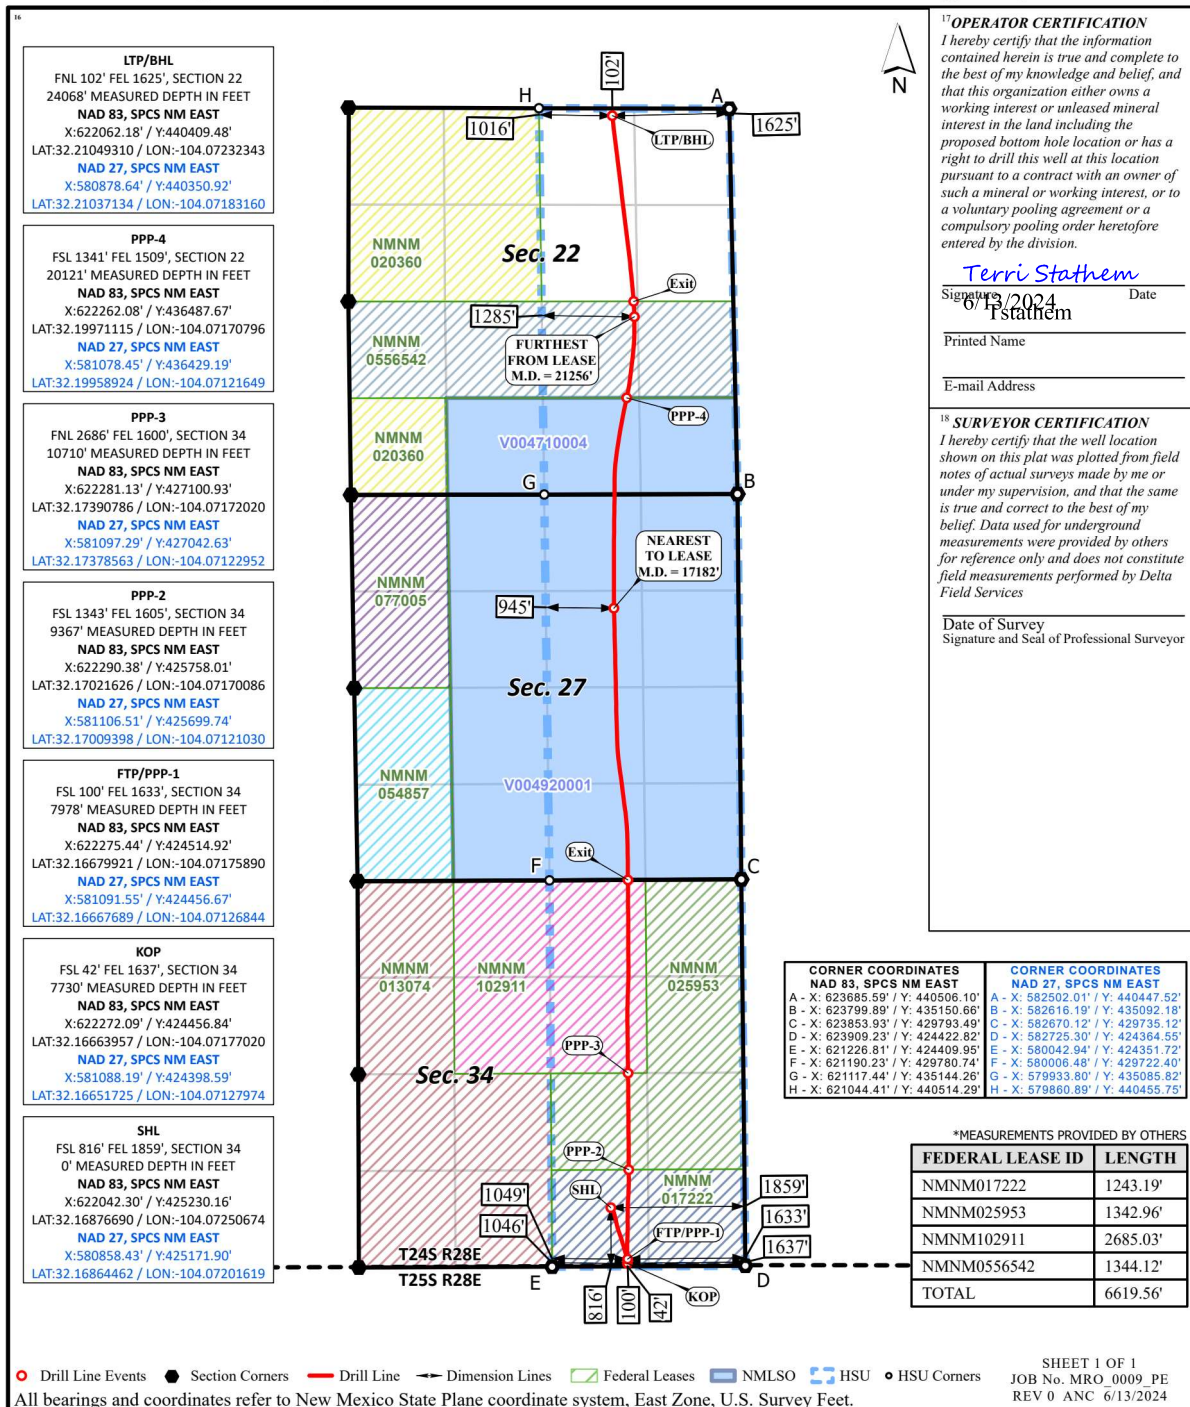 16
LTP/BHL
FNL 102' FEL 1625', SECTION 22
24068' MEASURED DEPTH IN FEET
NAD 83, SPCS NM EAST
X:622062.18' / Y:440409.48'
LAT:32.21049310 / LON:-104.07232343
NAD 27, SPCS NM EAST
X:580878.64' / Y:440350.92'
LAT:32.21037134 / LON:-104.07183160
PPP-4
FSL 1341' FEL 1509', SECTION 22
20121' MEASURED DEPTH IN FEET
NAD 83, SPCS NM EAST
X:622262.08' / Y:436487.67'
LAT:32.19971115 / LON:-104.07170796
NAD 27, SPCS NM EAST
X:581078.45' / Y:436429.19'
LAT:32.19958924 / LON:-104.07121649
PPP-3
FNL 2686' FEL 1600', SECTION 34
10710' MEASURED DEPTH IN FEET
NAD 83, SPCS NM EAST
X:622281.13' / Y:427100.93'
LAT:32.17390786 / LON:-104.07172020
NAD 27, SPCS NM EAST
X:581097.29' / Y:427042.63'
LAT:32.17378563 / LON:-104.07122952
PPP-2
FSL 1343' FEL 1605', SECTION 34
9367' MEASURED DEPTH IN FEET
NAD 83, SPCS NM EAST
X:622290.38' / Y:425758.01'
LAT:32.17021626 / LON:-104.07170086
NAD 27, SPCS NM EAST
X:581106.51' / Y:425699.74'
LAT:32.17009398 / LON:-104.07121030
FTP/PPP-1
FSL 100' FEL 1633', SECTION 34
7978' MEASURED DEPTH IN FEET
NAD 83, SPCS NM EAST
X:622275.44' / Y:424514.92'
LAT:32.16679921 / LON:-104.07175890
NAD 27, SPCS NM EAST
X:581091.55' / Y:424456.67'
LAT:32.16667689 / LON:-104.07126844
KOP
FSL 42' FEL 1637', SECTION 34
7730' MEASURED DEPTH IN FEET
NAD 83, SPCS NM EAST
X:622272.09' / Y:424456.84'
LAT:32.16663957 / LON:-104.07177020
NAD 27, SPCS NM EAST
X:581088.19' / Y:424398.59'
LAT:32.16651725 / LON:-104.07127974
SHL
FSL 816' FEL 1859', SECTION 34
0' MEASURED DEPTH IN FEET
NAD 83, SPCS NM EAST
X:622042.30' / Y:425230.16'
LAT:32.16876690 / LON:-104.07250674
NAD 27, SPCS NM EAST
X:580858.43' / Y:425171.90'
LAT:32.16864462 / LON:-104.07201619
102'
N
H
A
1016'
1625'
LTP/BHL
NMNM
020360
Sec. 22
Exit
1285'
FURTHEST
FROM LEASE
M.D. = 21256'
NMNM
0556542
PPP-4
NMNM
020360
V004710004
G
B
NEAREST
TO LEASE
M.D. = 17182'
NMNM
077005
945'
Sec. 27
NMNM
054857
V004920001
Exit
F
C
NMNM
013074
NMNM
102911
NMNM
025953
PPP-3
Sec. 34
PPP-2
SHL
NMNM
017222
1049'
1859'
1046'
1633'
FTP/PPP-1
1637'
T24S R28E
T25S R28E
E
D
816'
100'
42'
KOP
17 OPERATOR CERTIFICATION
I hereby certify that the information
contained herein is true and complete to
the best of my knowledge and belief, and
that this organization either owns a
working interest or unleased mineral
interest in the land including the
proposed bottom hole location or has a
right to drill this well at this location
pursuant to a contract with an owner of
such a mineral or working interest, or to
a voluntary pooling agreement or a
compulsory pooling order heretofore
entered by the division.
Terri Stathem
Signature Date
6/13/2024
Tstathem
Printed Name
E-mail Address
18 SURVEYOR CERTIFICATION
I hereby certify that the well location
shown on this plat was plotted from field
notes of actual surveys made by me or
under my supervision, and that the same
is true and correct to the best of my
belief. Data used for underground
measurements were provided by others
for reference only and does not constitute
field measurements performed by Delta
Field Services
Date of Survey
Signature and Seal of Professional Surveyor
CORNER COORDINATES
NAD 83, SPCS NM EAST
A - X: 623685.59' / Y: 440506.10'
B - X: 623799.89' / Y: 435150.66'
C - X: 623853.93' / Y: 429793.49'
D - X: 623909.23' / Y: 424422.82'
E - X: 621226.81' / Y: 424409.95'
F - X: 621190.23' / Y: 429780.74'
G - X: 621117.44' / Y: 435144.26'
H - X: 621044.41' / Y: 440514.29'
CORNER COORDINATES
NAD 27, SPCS NM EAST
A - X: 582502.01' / Y: 440447.52'
B - X: 582616.19' / Y: 435092.18'
C - X: 582670.12' / Y: 429735.12'
D - X: 582725.30' / Y: 424364.55'
E - X: 580042.94' / Y: 424351.72'
F - X: 580006.48' / Y: 429722.40'
G - X: 579933.80' / Y: 435085.82'
H - X: 579860.89' / Y: 440455.75'
*MEASUREMENTS PROVIDED BY OTHERS
FEDERAL LEASE ID LENGTH
NMNM017222 1243.19'
NMNM025953 1342.96'
NMNM102911 2685.03'
NMNM0556542 1344.12'
TOTAL 6619.56'
Drill Line Events Section Corners Drill Line Dimension Lines Federal Leases NMLSO HSU HSU Corners
All bearings and coordinates refer to New Mexico State Plane coordinate system, East Zone, U.S. Survey Feet.
SHEET 1 OF 1
JOB No. MRO_0009_PE
REV 0 ANC 6/13/2024